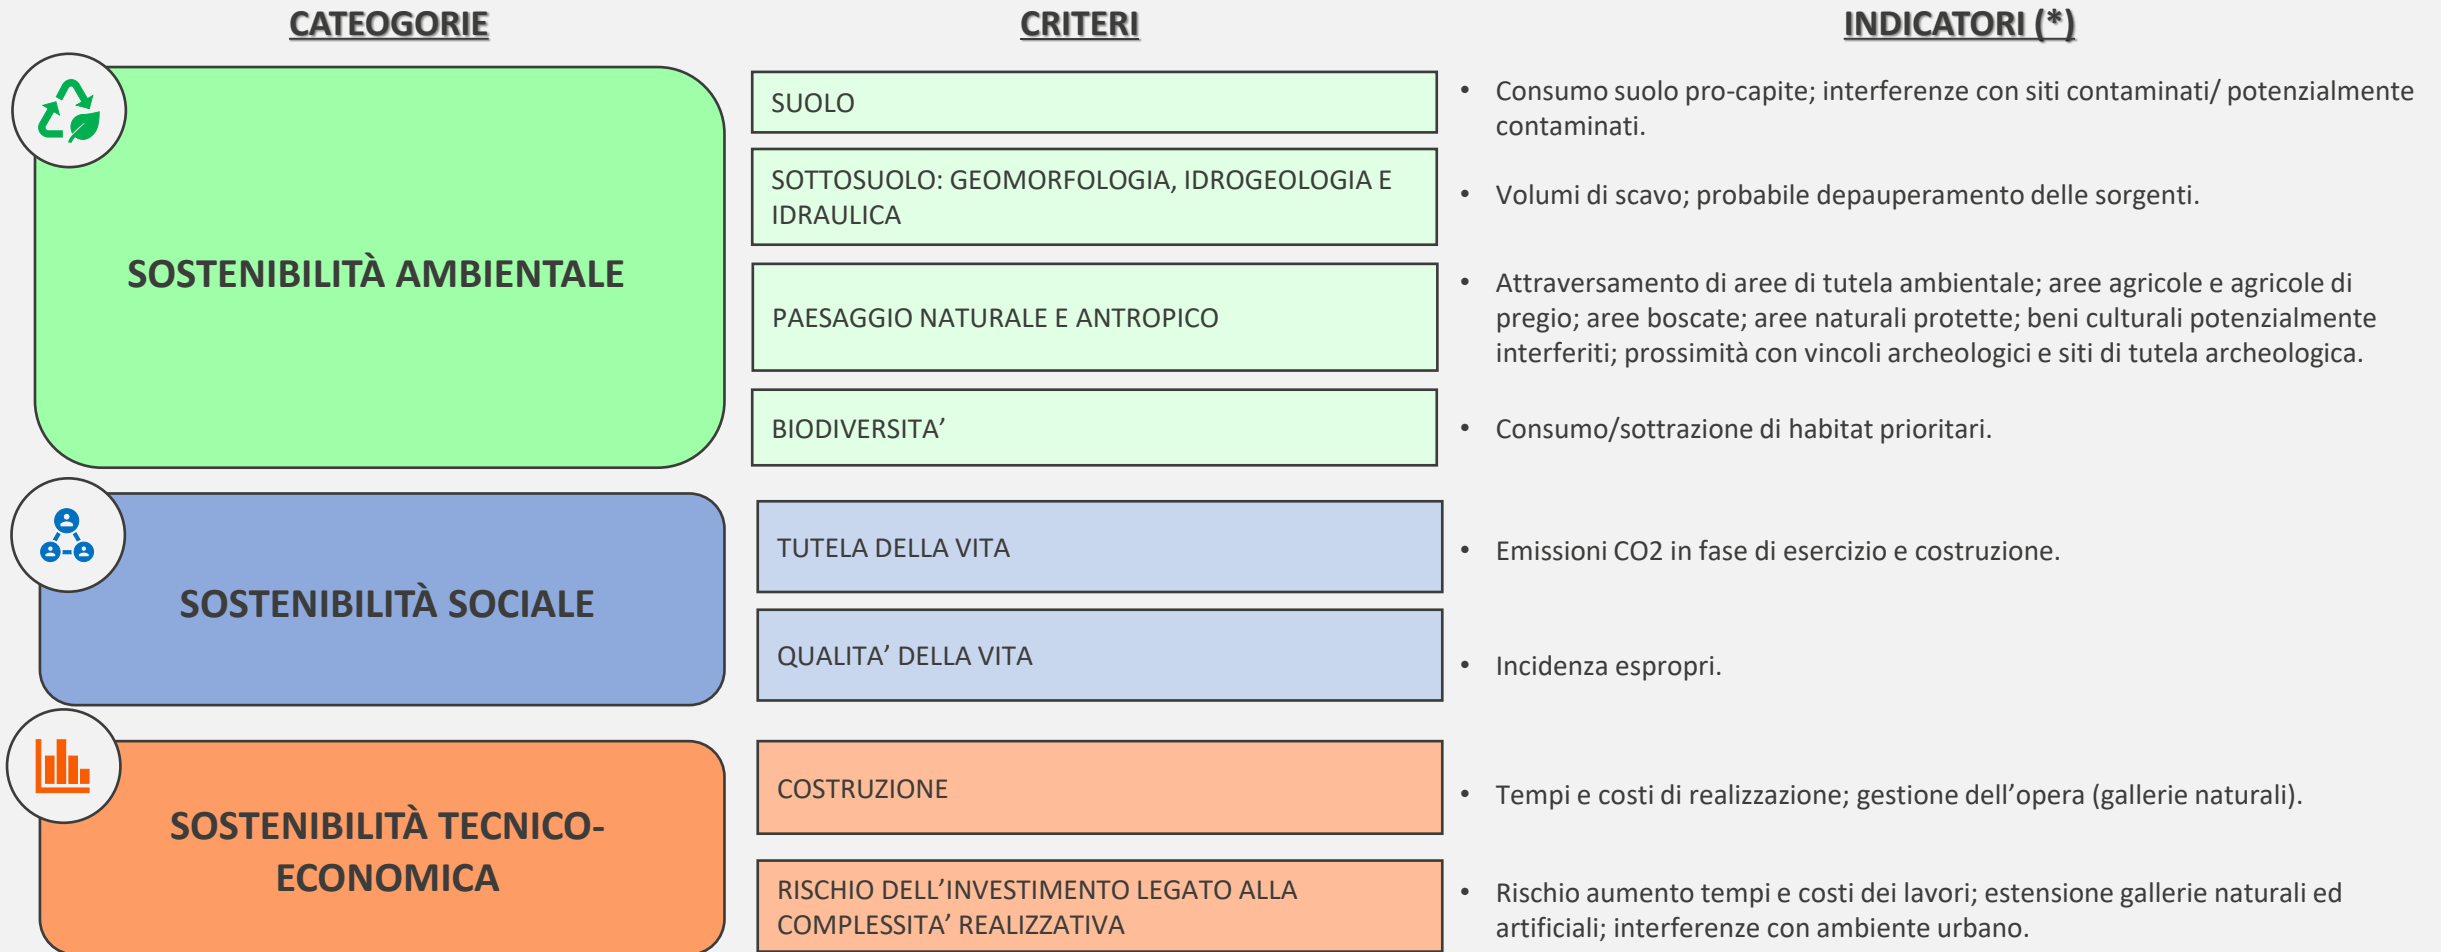 CATEOGORIE
CRITERI
INDICATORI (*)
SOSTENIBILITÀ AMBIENTALE
SUOLO
• Consumo suolo pro-capite; interferenze con siti contaminati/ potenzialmente
contaminati.
SOTTOSUOLO: GEOMORFOLOGIA, IDROGEOLOGIA E
IDRAULICA
• Volumi di scavo; probabile depauperamento delle sorgenti.
PAESAGGIO NATURALE E ANTROPICO
• Attraversamento di aree di tutela ambientale; aree agricole e agricole di
pregio; aree boscate; aree naturali protette; beni culturali potenzialmente
interferiti; prossimità con vincoli archeologici e siti di tutela archeologica.
BIODIVERSITA’
• Consumo/sottrazione di habitat prioritari.
SOSTENIBILITÀ SOCIALE
TUTELA DELLA VITA
• Emissioni CO2 in fase di esercizio e costruzione.
QUALITA’ DELLA VITA
• Incidenza espropri.
SOSTENIBILITÀ TECNICO-
ECONOMICA
COSTRUZIONE
• Tempi e costi di realizzazione; gestione dell’opera (gallerie naturali).
RISCHIO DELL’INVESTIMENTO LEGATO ALLA
COMPLESSITA’ REALIZZATIVA
• Rischio aumento tempi e costi dei lavori; estensione gallerie naturali ed
artificiali; interferenze con ambiente urbano.